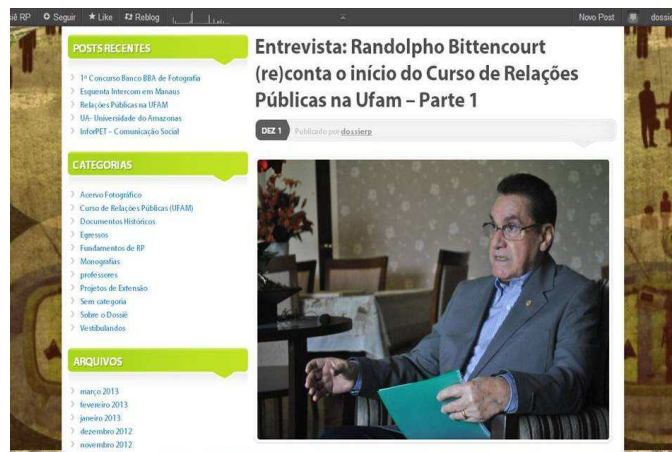 ê RP Seguir Like Reblog Novo Post dossie
POSTS RECENTES
1º Concurso Banco BBA de Fotografia
Esquenta Intercom em Manaus
Relações Públicas na UFAM
UA- Universidade do Amazonas
InforPET – Comunicação Social
CATEGORIAS
Acervo Fotográfico
Curso de Relações Públicas (UFAM)
Documentos Históricos
Egressos
Fundamentos de RP
Monografias
professores
Projetos de Extensão
Sem categoria
Sobre o Dossiê
Vestibulandos
ARQUIVOS
março 2013
fevereiro 2013
janeiro 2013
dezembro 2012
novembro 2012
Entrevista: Randolpho Bittencourt
(re)conta o início do Curso de Relações
Públicas na Ufam – Parte 1
DEZ 1 Publicado por dossierp